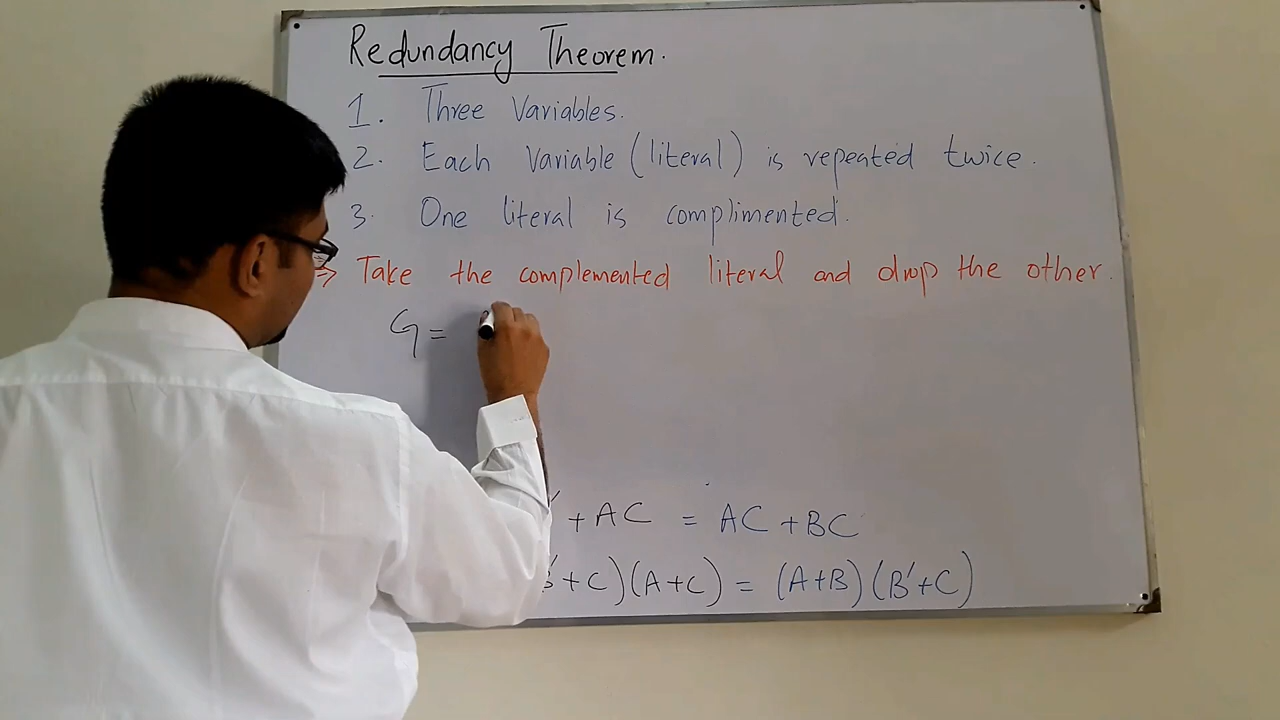 Redundancy Theorem.
1. Three Variables.
2. Each Variable (literal) is repeated twice.
3. One literal is complimented.
→ Take the complemented literal and drop the other.
G =
' + AC = AC + BC
B' + C)(A+C) = (A+B)(B'+C)